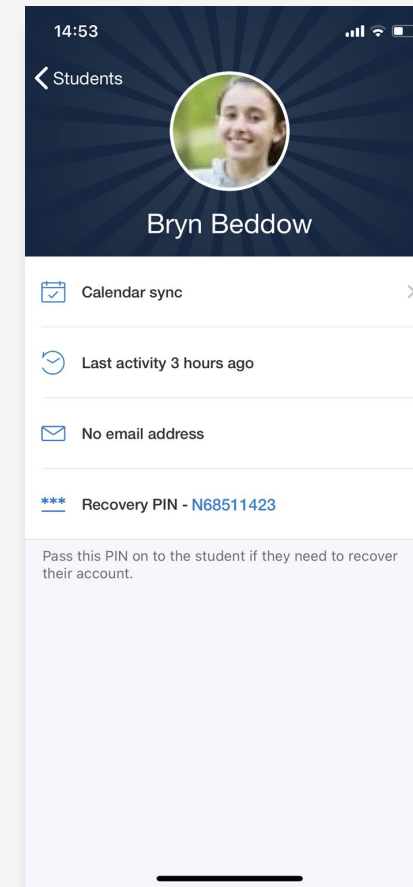 14:53
Students
Bryn Beddow
Calendar sync
Last activity 3 hours ago
No email address
*** Recovery PIN - N68511423
Pass this PIN on to the student if they need to recover
their account.